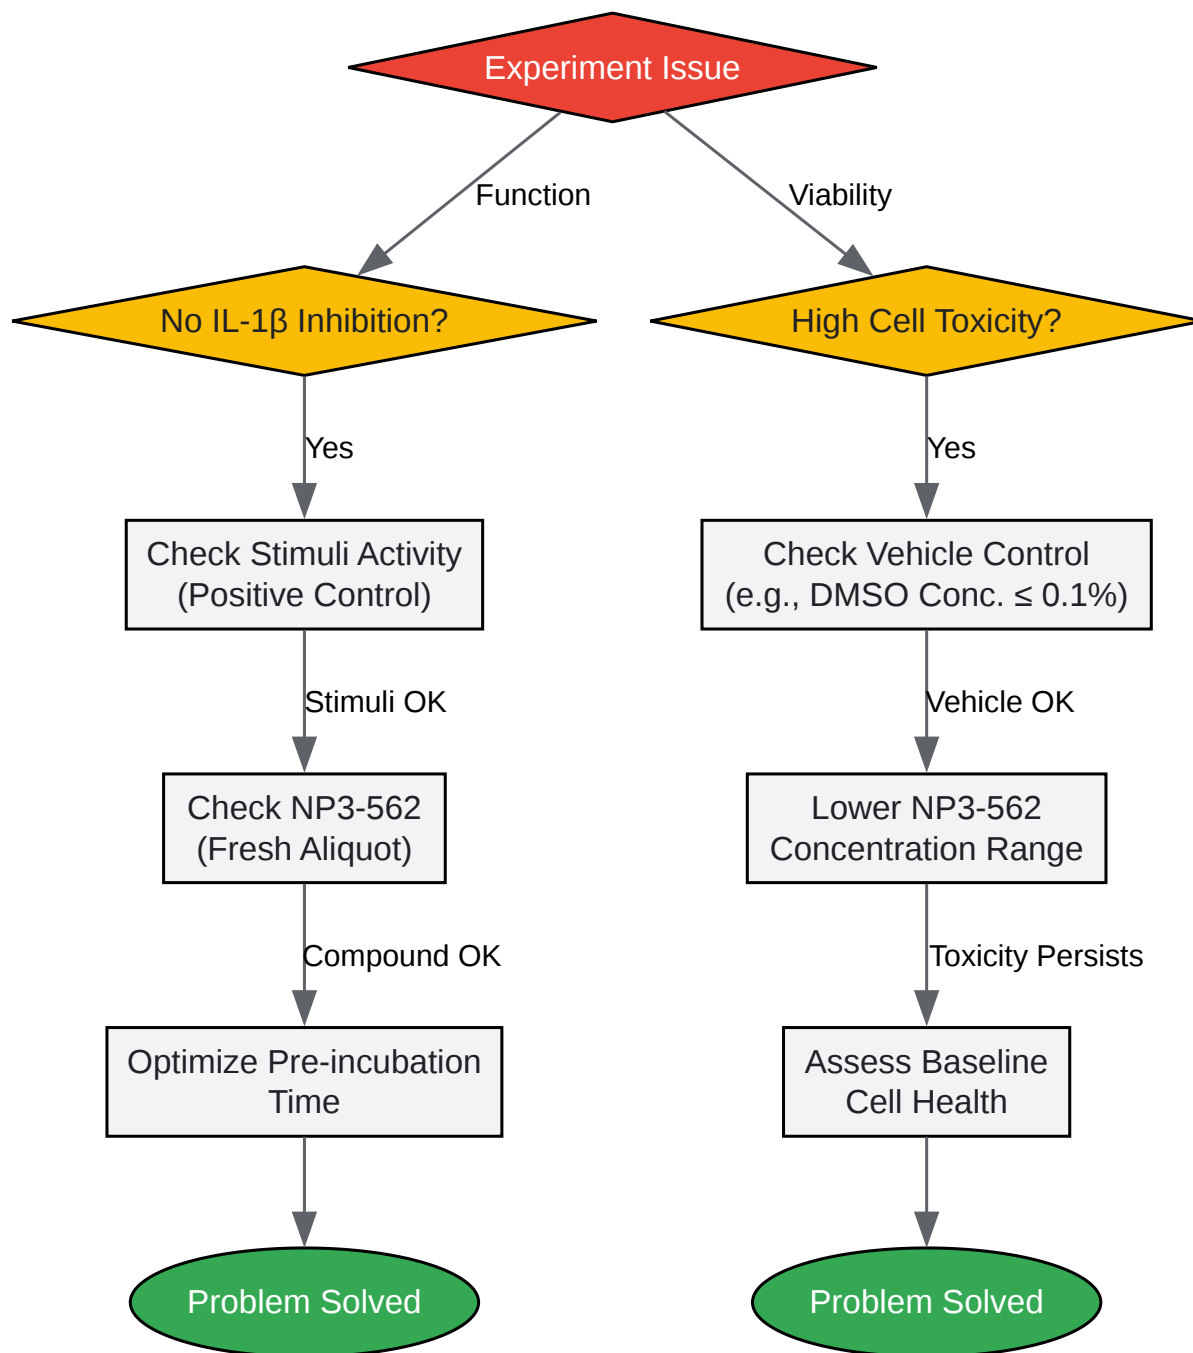 Experiment Issue
Function
Viability
No IL-1β Inhibition?
High Cell Toxicity?
Yes
Yes
Check Stimuli Activity
(Positive Control)
Check Vehicle Control
(e.g., DMSO Conc. ≤ 0.1%)
Stimuli OK
Vehicle OK
Check NP3-562
(Fresh Aliquot)
Lower NP3-562
Concentration Range
Compound OK
Toxicity Persists
Optimize Pre-incubation
Time
Assess Baseline
Cell Health
Problem Solved
Problem Solved